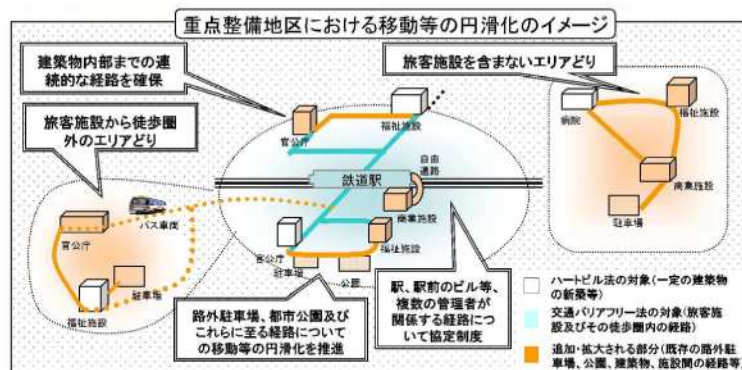 重点整備地区における移動等の円滑化のイメージ
建築物内部までの連
続的な経路を確保
旅客施設を含まないエリアどり
旅客施設から徒歩圏
外のエリアどり
官公庁
福祉施設
自由
通路
鉄道駅
商業施設
官公庁
駐車場
福祉施設
公園
病院
福祉施設
商業施設
駐車場
官公庁
バス車両
駐車場
福祉施設
路外駐車場、都市公園及び
これらに至る経路について
の移動等の円滑化を推進
駅、駅前のビル等、
複数の管理者が
関係する経路につ
いて協定制度
ハートビル法の対象(一定の建築物
の新築等)
交通バリアフリー法の対象(旅客施
設及びその徒歩圏内の経路)
追加・拡大される部分(既存の路外駐
車場、公園、建築物、施設間の経路等)